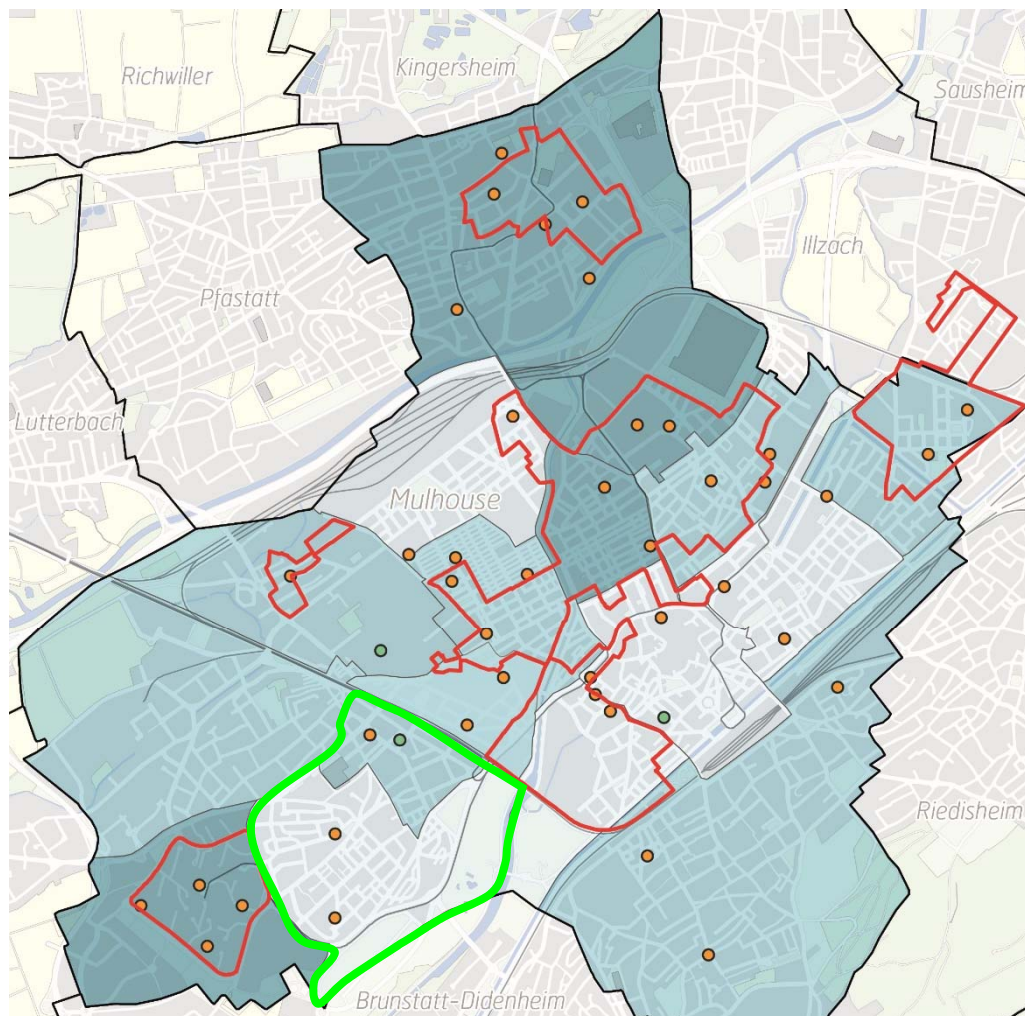 Kingersheim
Richwiller
Sausheim
Illzach
Pfastatt
Lutterbach
Mulhouse
Riedisheim
Brunstatt-Didenheim